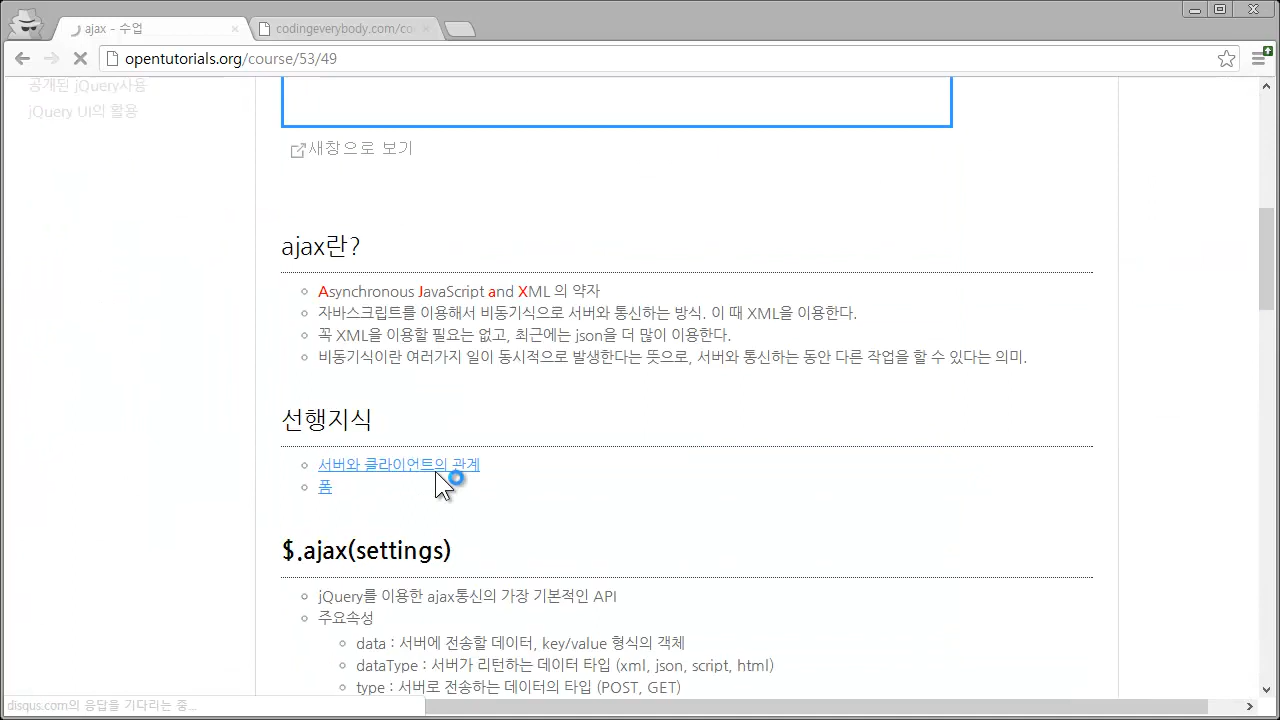 ajax - 수업
codingeverybody.com/co
opentutorials.org/course/53/49
공개된 jQuery사용
jQuery UI의 활용
새창으로 보기
ajax란?
Asynchronous JavaScript and XML 의 약자
자바스크립트를 이용해서 비동기식으로 서버와 통신하는 방식. 이 때 XML을 이용한다.
꼭 XML을 이용할 필요는 없고, 최근에는 json을 더 많이 이용한다.
비동기식이란 여러가지 일이 동시적으로 발생한다는 뜻으로, 서버와 통신하는 동안 다른 작업을 할 수 있다는 의미.
선행지식
서버와 클라이언트의 관계
폼
$.ajax(settings)
jQuery를 이용한 ajax통신의 가장 기본적인 API
주요속성
data : 서버에 전송할 데이터, key/value 형식의 객체
dataType : 서버가 리턴하는 데이터 타입 (xml, json, script, html)
type : 서버로 전송하는 데이터의 타입 (POST, GET)
disqus.com의 응답을 기다리는 중...